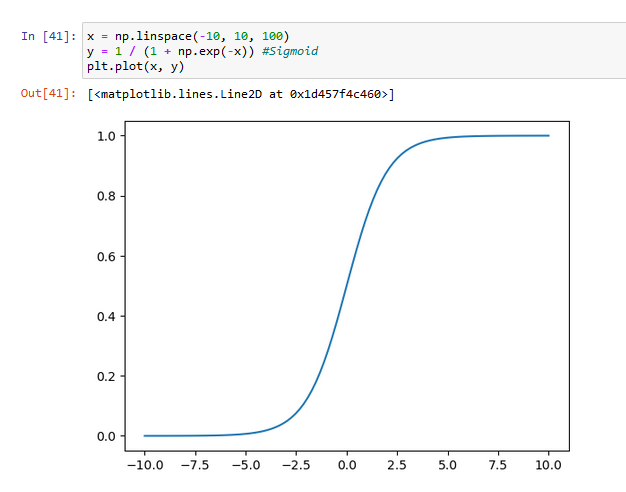 In [41]: x = np.linspace(-10, 10, 100)
y = 1 / (1 + np.exp(-x)) #Sigmoid
plt.plot(x, y)
Out[41]: [<matplotlib.lines.Line2D at 0x1d457f4c460>]
1.0
0.8
0.6
0.4
0.2
0.0
−10.0 −7.5 −5.0 −2.5 0.0 2.5 5.0 7.5 10.0